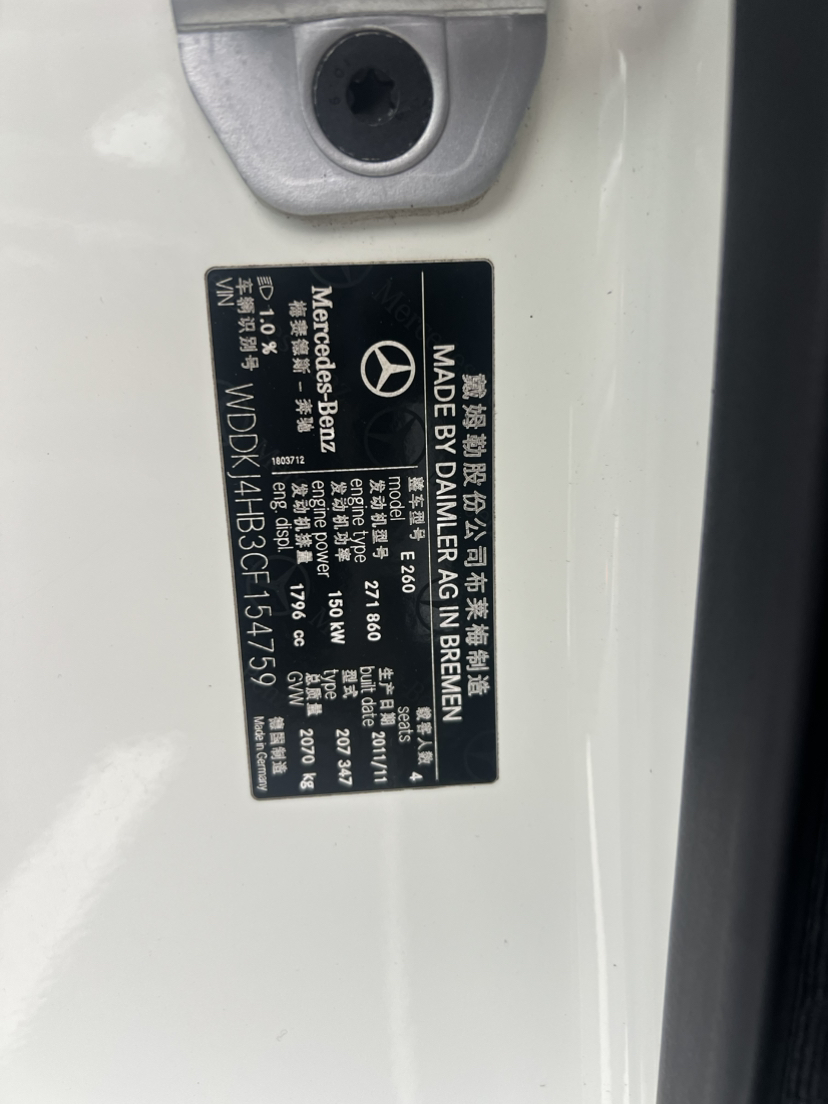 戴姆勒股份公司布莱梅制造
MADE BY DAIMLER AG IN BREMEN
Mercedes-Benz
梅赛德斯－奔驰
1803712
整车型号
model E 260
载客人数
seats 4
发动机型号
engine type 271 860
生产日期
built date 2011/11
发动机功率
engine power 150 kW
型式
type 207 347
发动机排量
eng. displ. 1796 cc
总质量
GVW 2070 kg
1.0 %
车辆识别号
VIN WDDKJ4HB3CF154759
德国制造
Made in Germany